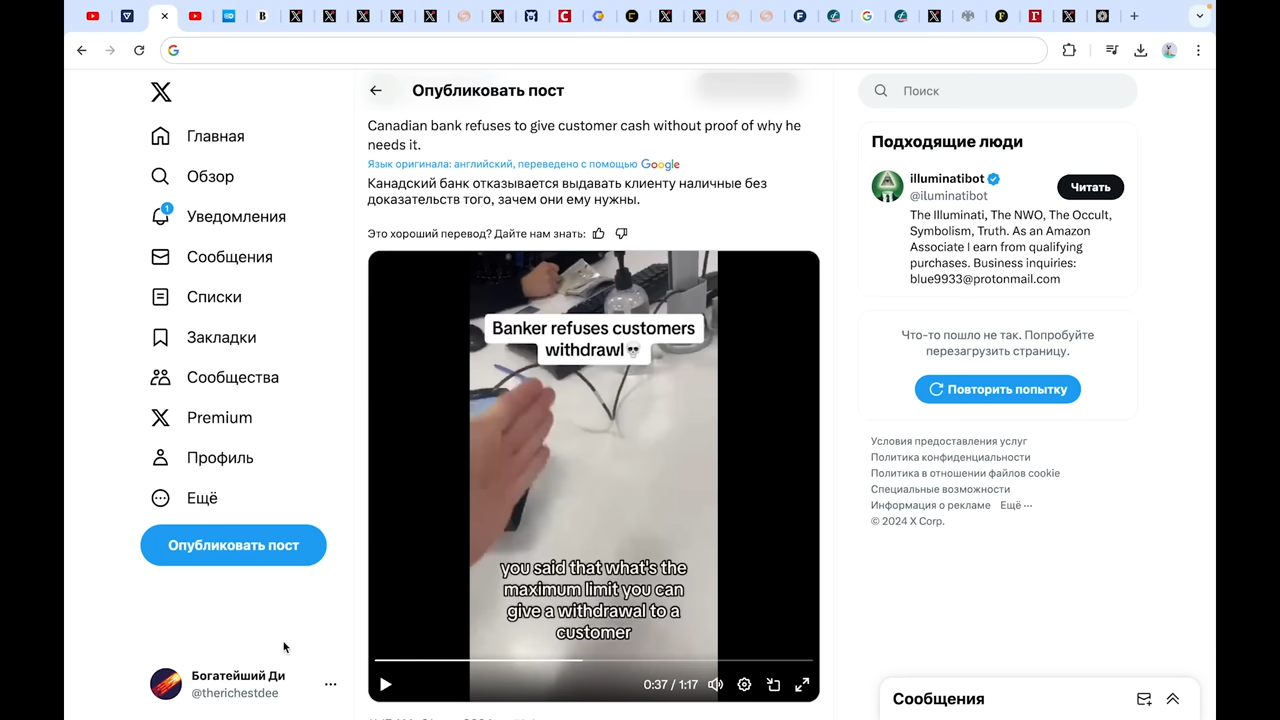 Опубликовать пост
Поиск
Главная
Обзор
1
Уведомления
Сообщения
Списки
Закладки
Сообщества
Premium
Профиль
Ещё
Опубликовать пост
Богатейший Ди
@therichestdee
Canadian bank refuses to give customer cash without proof of why he
needs it.
Язык оригинала: английский, переведено с помощью Google
Канадский банк отказывается выдавать клиенту наличные без
доказательств того, зачем они ему нужны.
Это хороший перевод? Дайте нам знать:
Banker refuses customers
withdrawl💀
you said that what's the
maximum limit you can
give a withdrawal to a
customer
0:37 / 1:17
Подходящие люди
illuminatibot
@iluminatibot
Читать
The Illuminati, The NWO, The Occult,
Symbolism, Truth. As an Amazon
Associate I earn from qualifying
purchases. Business inquiries:
blue9933@protonmail.com
Что-то пошло не так. Попробуйте
перезагрузить страницу.
Повторить попытку
Условия предоставления услуг
Политика конфиденциальности
Политика в отношении файлов cookie
Специальные возможности
Информация о рекламе Ещё ···
© 2024 X Corp.
Сообщения